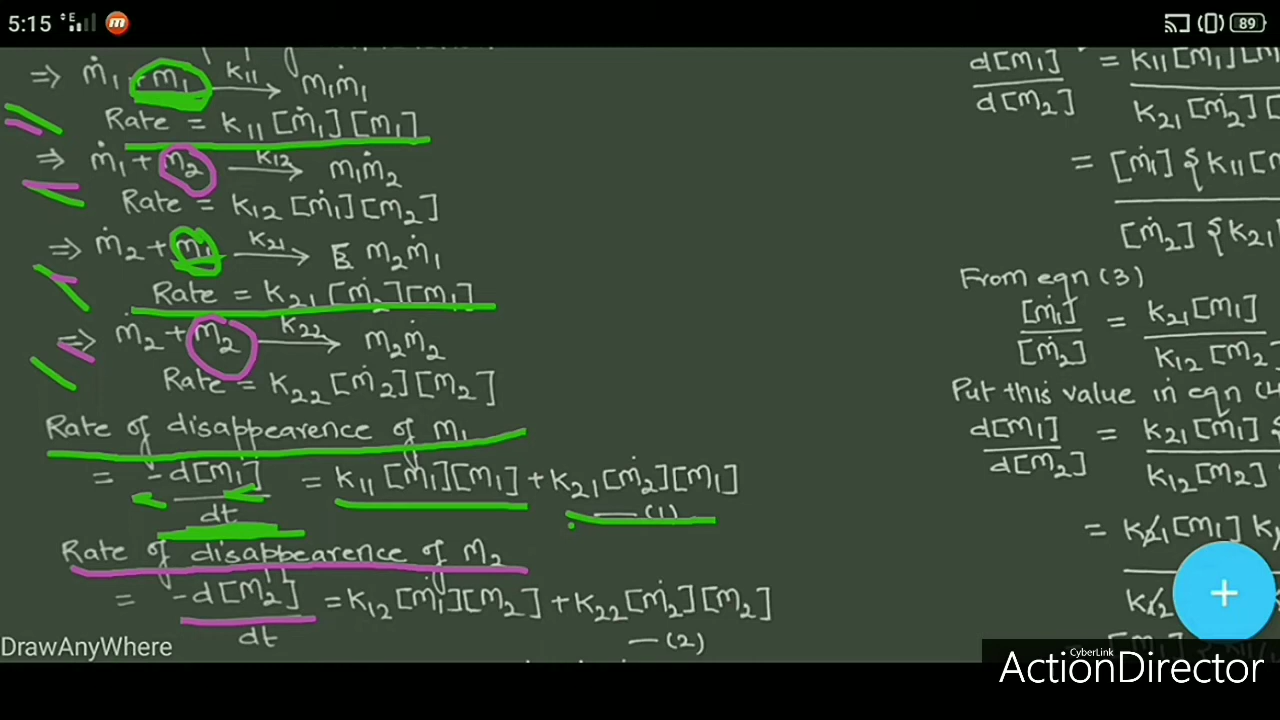 5:15 E m 89
⇒ ṁ₁ + m₁ —K₁₁→ m₁ṁ₁
Rate = K₁₁[ṁ₁][m₁]
⇒ ṁ₁ + m₂ —K₁₂→ m₁ṁ₂
Rate = K₁₂[ṁ₁][m₂]
⇒ ṁ₂ + m₁ —K₂₁→ m₂ṁ₁
Rate = K₂₁[ṁ₂][m₁]
⇒ ṁ₂ + m₂ —K₂₂→ m₂ṁ₂
Rate = K₂₂[ṁ₂][m₂]
Rate of disappearence of m₁
= -d[m₁]/dt = K₁₁[ṁ₁][m₁] + K₂₁[ṁ₂][m₁]
—(1)
Rate of disappearence of m₂
= -d[m₂]/dt = K₁₂[ṁ₁][m₂] + K₂₂[ṁ₂][m₂]
—(2)
d[m₁]/d[m₂] = K₁₁[ṁ₁][m / K₂₁[ṁ₂][
= [ṁ₁]{K₁₁[m / [ṁ₂]{K₂₁[
From eqn (3)
[ṁ₁]/[ṁ₂] = K₂₁[m₁]/K₁₂[m₂
Put this value in eqn (4
d[m₁]/d[m₂] = K₂₁[m₁]{ / K₁₂[m₂]
DrawAnyWhere
+
CyberLink
ActionDirector